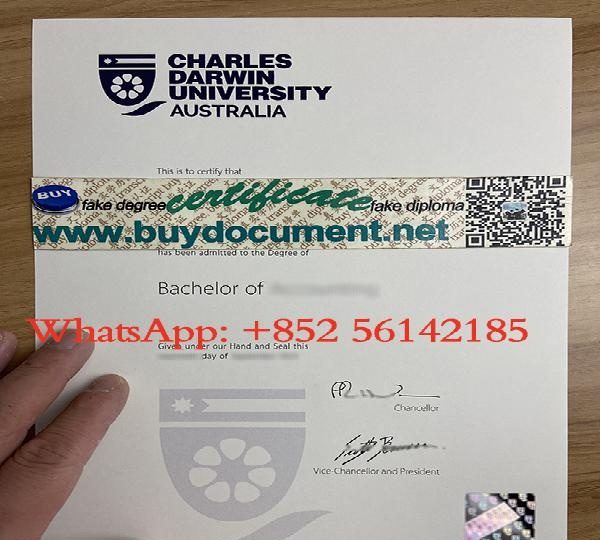 CHARLES
DARWIN
UNIVERSITY
AUSTRALIA
This is to certify that
BUY
fake degree certificate fake diploma
www.buydocument.net
has been admitted to the Degree of
Bachelor of
WhatsApp: +852 56142185
Given under our Hand and Seal this
day of
Chancellor
Vice-Chancellor and President